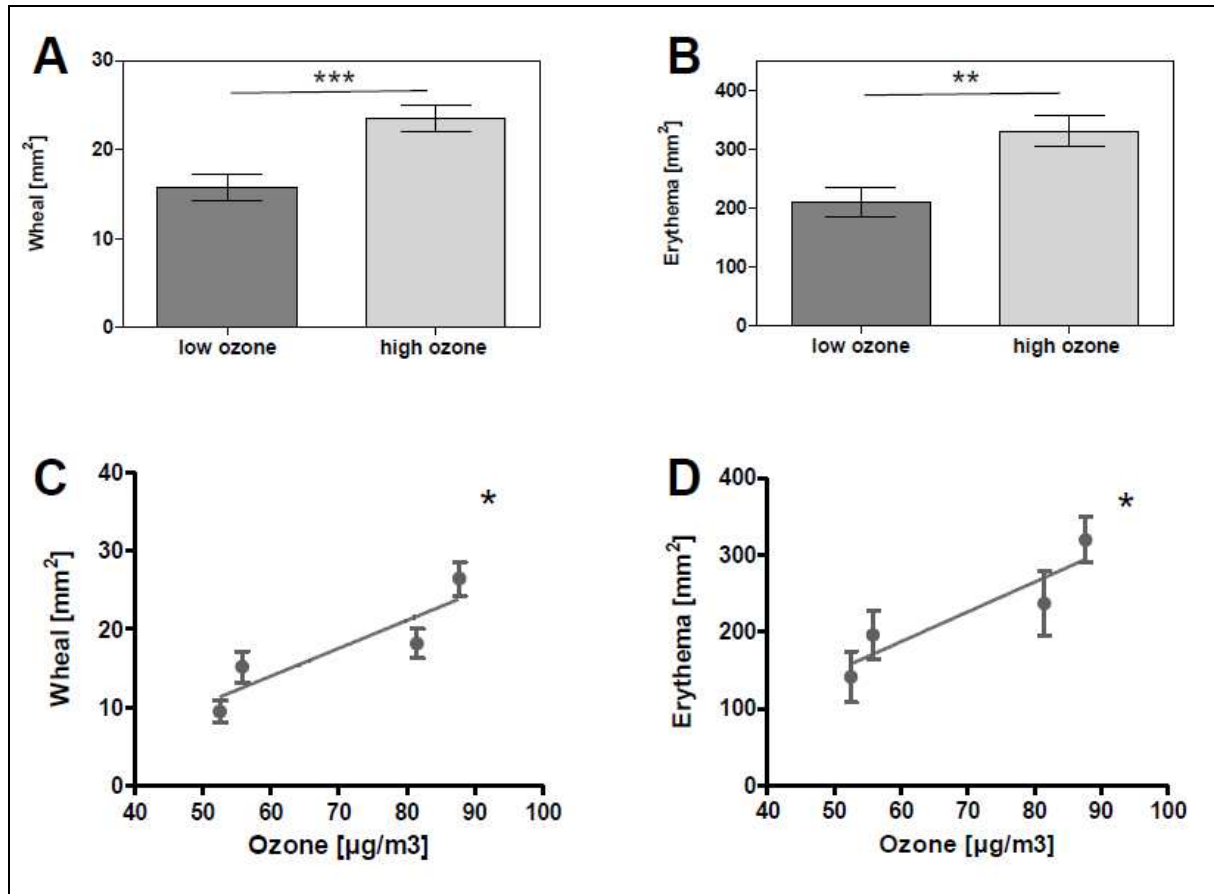 A
Wheal [mm²]
30
20
10
0
***
low ozone
high ozone
B
Erythema [mm²]
400
300
200
100
0
**
low ozone
high ozone
C
Wheal [mm²]
40
30
20
10
0
*
40 50 60 70 80 90 100
Ozone [µg/m3]
D
Erythema [mm²]
400
300
200
100
0
*
40 50 60 70 80 90 100
Ozone [µg/m3]